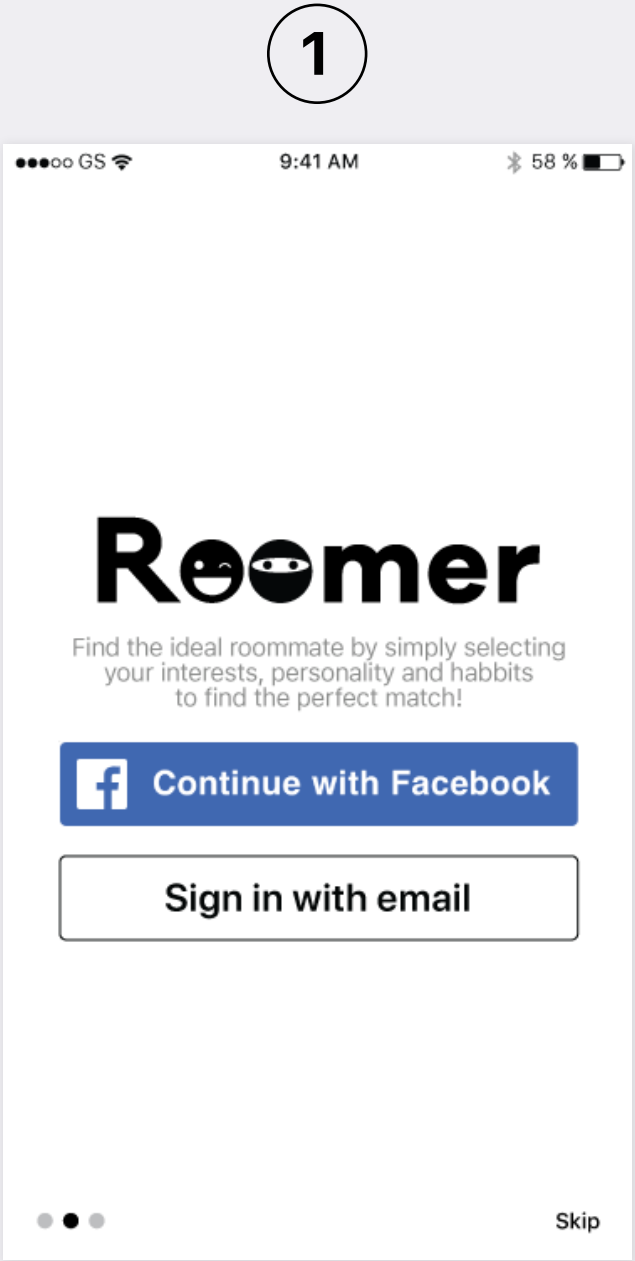 1
GS 9:41 AM 58 %
Roomer
Find the ideal roommate by simply selecting
your interests, personality and habbits
to find the perfect match!
Continue with Facebook
Sign in with email
Skip